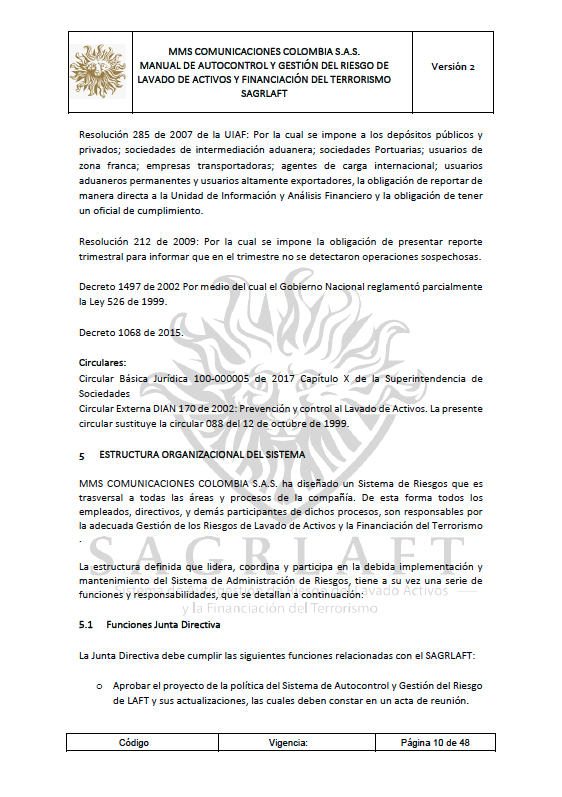 MMS COMUNICACIONES COLOMBIA S.A.S.
MANUAL DE AUTOCONTROL Y GESTIÓN DEL RIESGO DE
LAVADO DE ACTIVOS Y FINANCIACIÓN DEL TERRORISMO
SAGRLAFT
Versión 2
Resolución 285 de 2007 de la UIAF: Por la cual se impone a los depósitos públicos y
privados; sociedades de intermediación aduanera; sociedades Portuarias; usuarios de
zona franca; empresas transportadoras; agentes de carga internacional; usuarios
aduaneros permanentes y usuarios altamente exportadores, la obligación de reportar de
manera directa a la Unidad de Información y Análisis Financiero y la obligación de tener
un oficial de cumplimiento.
Resolución 212 de 2009: Por la cual se impone la obligación de presentar reporte
trimestral para informar que en el trimestre no se detectaron operaciones sospechosas.
Decreto 1497 de 2002 Por medio del cual el Gobierno Nacional reglamentó parcialmente
la Ley 526 de 1999.
Decreto 1068 de 2015.
Circulares:
Circular Básica Jurídica 100-000005 de 2017 Capítulo X de la Superintendencia de
Sociedades
Circular Externa DIAN 170 de 2002: Prevención y control al Lavado de Activos. La presente
circular sustituye la circular 088 del 12 de octubre de 1999.
5 ESTRUCTURA ORGANIZACIONAL DEL SISTEMA
MMS COMUNICACIONES COLOMBIA S.A.S. ha diseñado un Sistema de Riesgos que es
trasversal a todas las áreas y procesos de la compañía. De esta forma todos los
empleados, directivos, y demás participantes de dichos procesos, son responsables por
la adecuada Gestión de los Riesgos de Lavado de Activos y la Financiación del Terrorismo
.
SAGRLAFT
La estructura definida que lidera, coordina y participa en la debida implementación y
mantenimiento del Sistema de Administración de Riesgos, tiene a su vez una serie de
funciones y responsabilidades, que se detallan a continuación:
Lavado Activos
y la Financiación del Terrorismo
5.1 Funciones Junta Directiva
La Junta Directiva debe cumplir las siguientes funciones relacionadas con el SAGRLAFT:
o Aprobar el proyecto de la política del Sistema de Autocontrol y Gestión del Riesgo
de LAFT y sus actualizaciones, las cuales deben constar en un acta de reunión.
Código
Vigencia:
Página 10 de 48